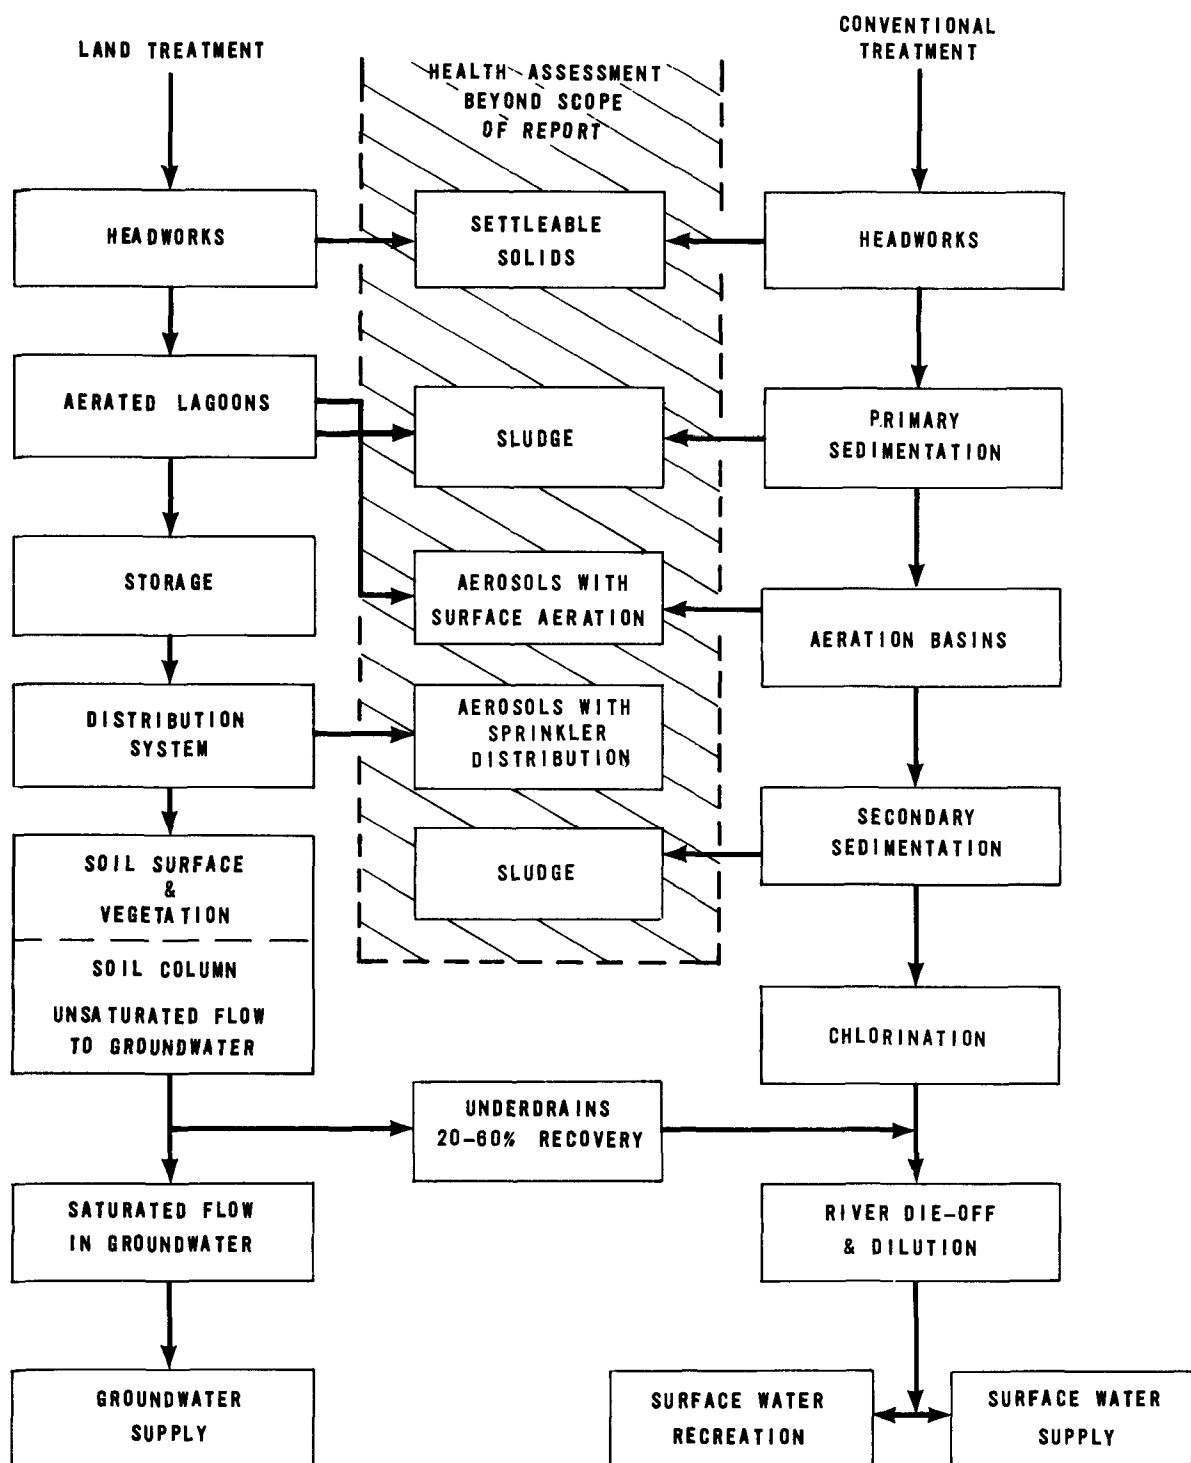 LAND TREATMENT
CONVENTIONAL
TREATMENT
HEALTH ASSESSMENT
BEYOND SCOPE
OF REPORT
HEADWORKS
SETTLEABLE
SOLIDS
HEADWORKS
AERATED LAGOONS
SLUDGE
PRIMARY
SEDIMENTATION
STORAGE
AEROSOLS WITH
SURFACE AERATION
AERATION BASINS
DISTRIBUTION
SYSTEM
AEROSOLS WITH
SPRINKLER
DISTRIBUTION
SECONDARY
SEDIMENTATION
SOIL SURFACE
&
VEGETATION
SLUDGE
SOIL COLUMN
UNSATURATED FLOW
TO GROUNDWATER
CHLORINATION
UNDERDRAINS
20-60% RECOVERY
SATURATED FLOW
IN GROUNDWATER
RIVER DIE-OFF
& DILUTION
GROUNDWATER
SUPPLY
SURFACE WATER
RECREATION
SURFACE WATER
SUPPLY